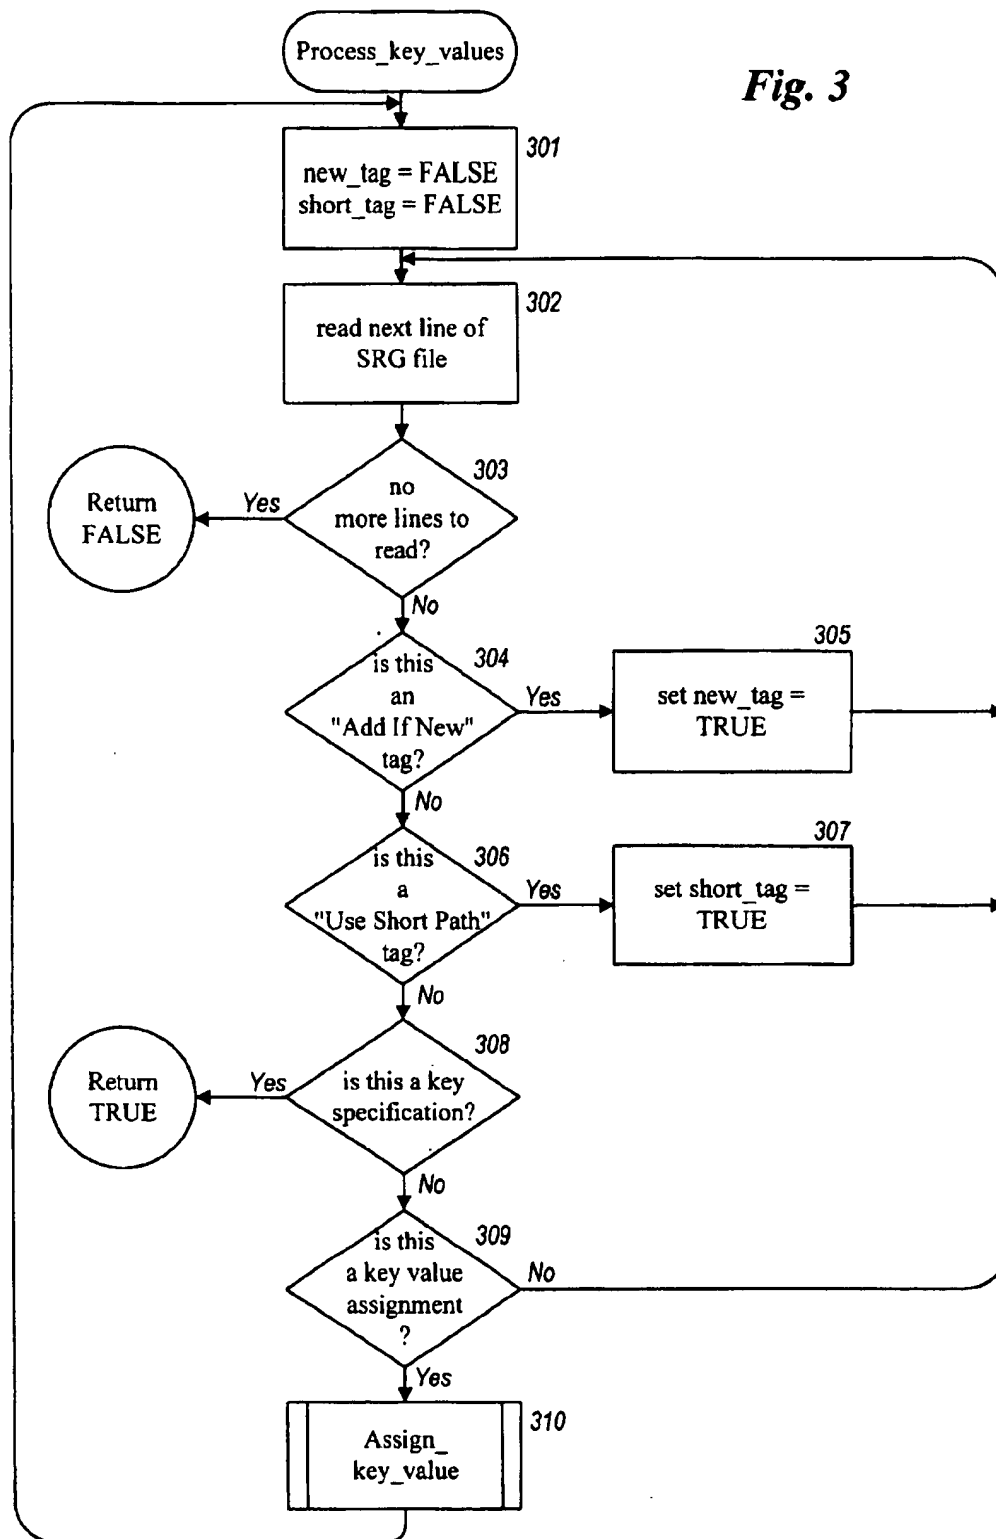 Process_key_values
Fig. 3
301
new_tag = FALSE
short_tag = FALSE
302
read next line of
SRG file
303
no
more lines to
read?
Yes
Return
FALSE
No
304
is this
an
"Add If New"
tag?
Yes
305
set new_tag =
TRUE
No
306
is this
a
"Use Short Path"
tag?
Yes
307
set short_tag =
TRUE
No
308
is this a key
specification?
Yes
Return
TRUE
No
309
is this
a key value
assignment
?
No
Yes
310
Assign_
key_value